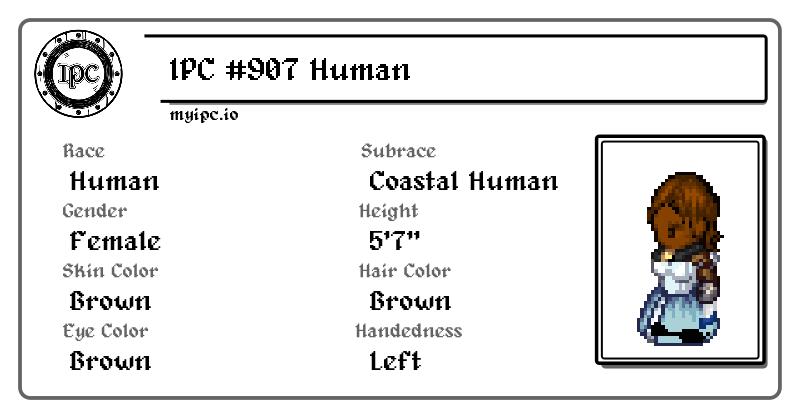 IPC
IPC #907 Human
myipc.io
Race
Human
Subrace
Coastal Human
Gender
Female
Height
5'7"
Skin Color
Brown
Hair Color
Brown
Eye Color
Brown
Handedness
Left